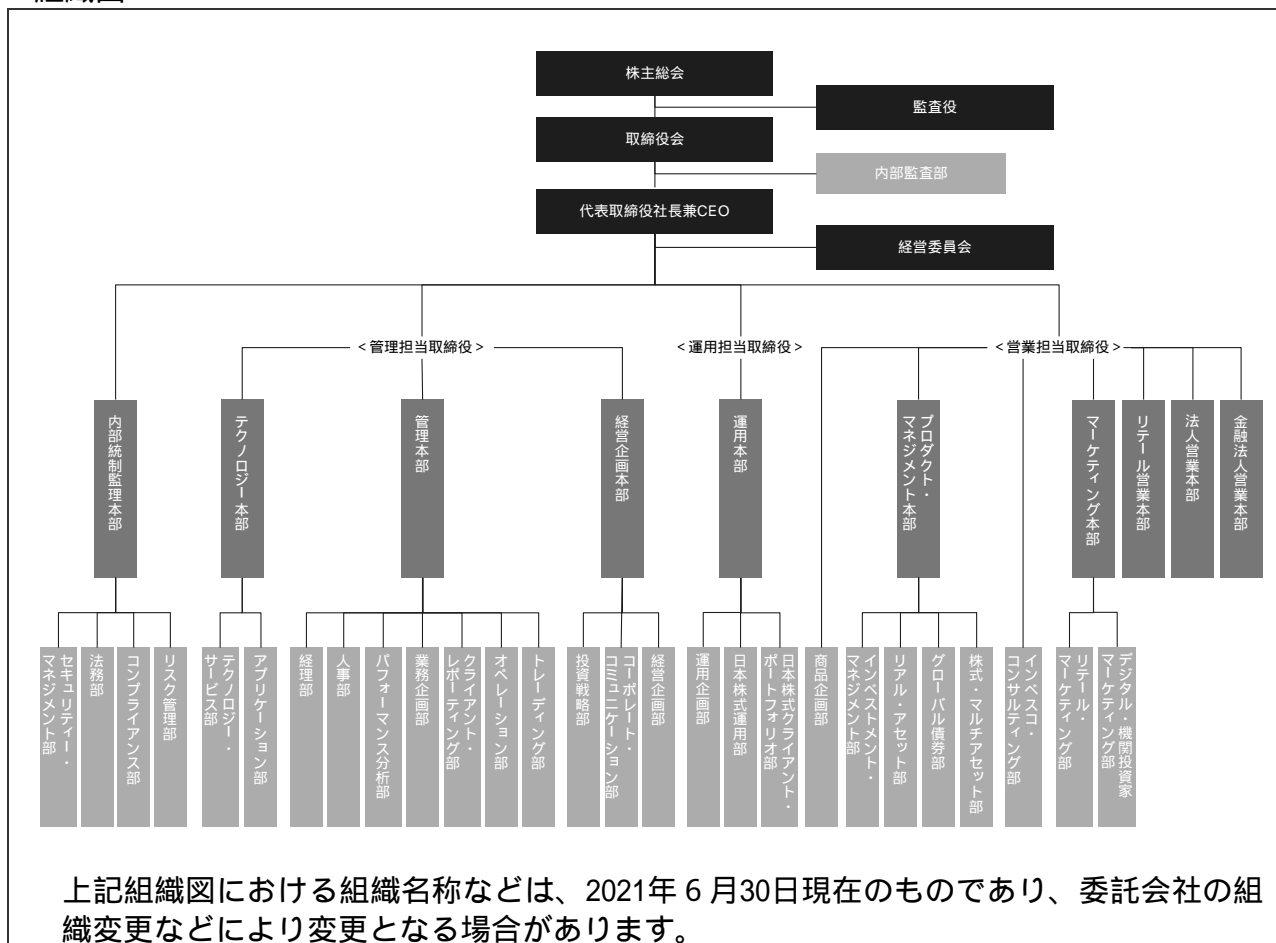 株主総会
監査役
取締役会
内部監査部
代表取締役社長兼CEO
経営委員会
<管理担当取締役>
<運用担当取締役>
<営業担当取締役>
内部統制監理本部
テクノロジー本部
管理本部
経営企画本部
運用本部
プロダクト・
マネジメント本部
マーケティング本部
リテール営業本部
法人営業本部
金融法人営業本部
セキュリティー・
マネジメント部
法務部
コンプライアンス部
リスク管理部
テクノロジー・
サービス部
アプリケーション部
経理部
人事部
パフォーマンス分析部
業務企画部
クライアント・
レポーティング部
オペレーション部
トレーディング部
投資戦略部
コーポレート・
コミュニケーション部
経営企画部
運用企画部
日本株式運用部
日本株式クライアント・
ポートフォリオ部
商品企画部
インベストメント・
マネジメント部
リアル・アセット部
グローバル債券部
株式・マルチアセット部
インベスコ・
コンサルティング部
リテール・
マーケティング部
デジタル・機関投資家
マーケティング部
上記組織図における組織名称などは、2021年6月30日現在のものであり、委託会社の組
織変更などにより変更となる場合があります。